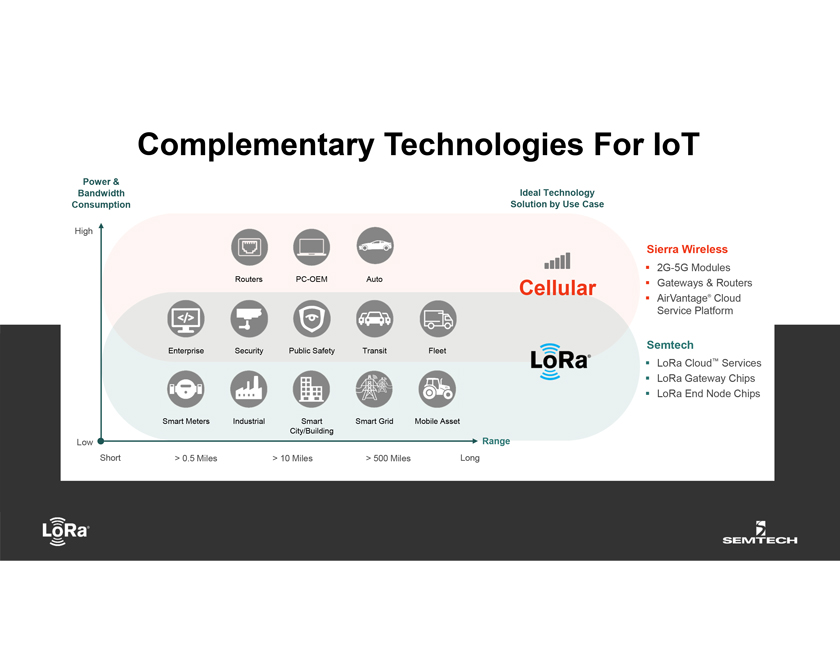 Complementary Technologies For IoT
Power &
Bandwidth
Consumption
Ideal Technology
Solution by Use Case
High
Routers
PC-OEM
Auto
Cellular
Sierra Wireless
▪ 2G-5G Modules
▪ Gateways & Routers
▪ AirVantage® Cloud
Service Platform
</>
Enterprise
Security
Public Safety
Transit
Fleet
LoRa®
Semtech
▪ LoRa Cloud™ Services
▪ LoRa Gateway Chips
▪ LoRa End Node Chips
Smart Meters
Industrial
Smart
City/Building
Smart Grid
Mobile Asset
Low
Range
Short
> 0.5 Miles
> 10 Miles
> 500 Miles
Long
LoRa®
SEMTECH